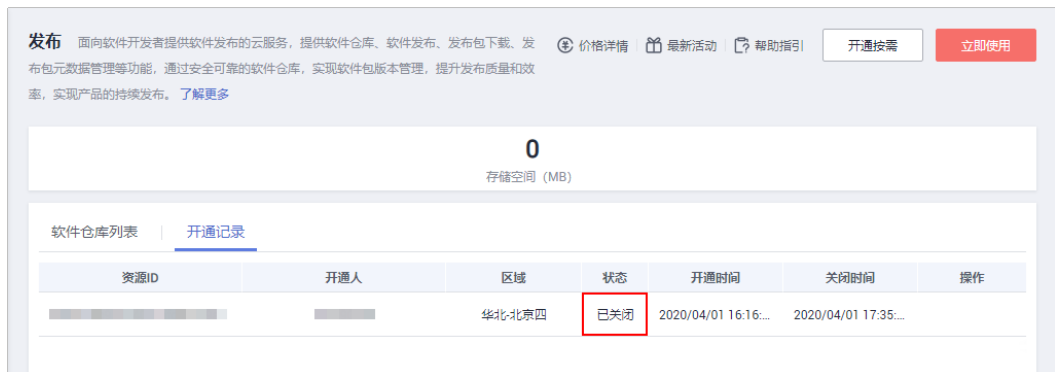 发布 面向软件开发者提供软件发布的云服务，提供软件仓库、软件发布、发布包下载、发
布包元数据管理等功能，通过安全可靠的软件仓库，实现软件包版本管理，提升发布质量和效
率，实现产品的持续发布。 了解更多
价格详情 最新活动 帮助指引 开通按需 立即使用
0
存储空间（MB）
软件仓库列表 开通记录
资源ID 开通人 区域 状态 开通时间 关闭时间 操作
华北-北京四 已关闭 2020/04/01 16:16:... 2020/04/01 17:35:...